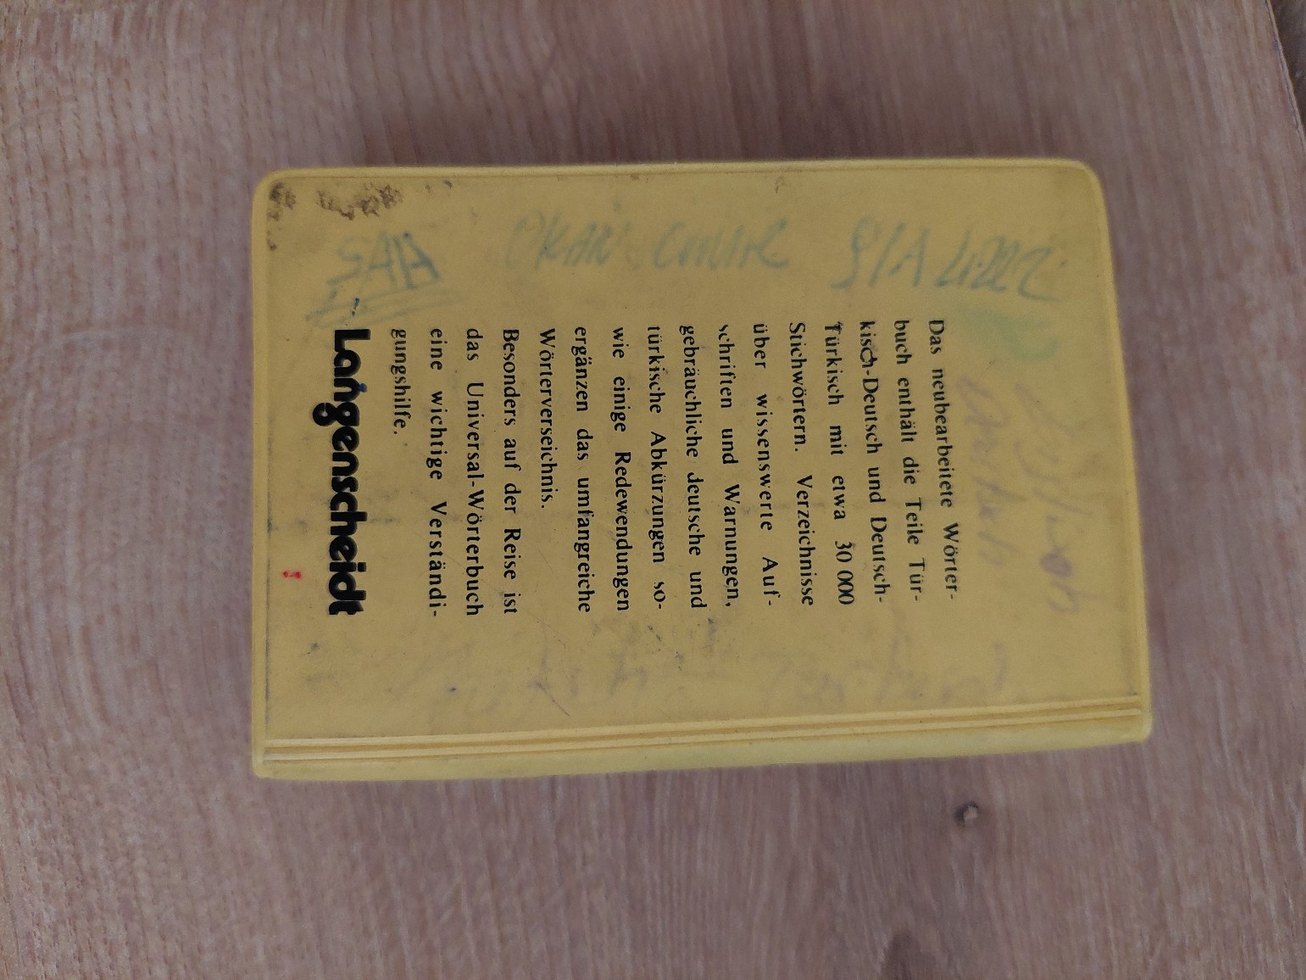 Das neubearbeitete Wörter-
buch enthält die Teile Tür-
kisch-Deutsch und Deutsch-
Türkisch mit etwa 30 000
Stichwörtern. Verzeichnisse
über wissenswerte Auf-
schriften und Warnungen,
gebräuchliche deutsche und
türkische Abkürzungen so-
wie einige Redewendungen
ergänzen das umfangreiche
Wörterverseichnis.
Besonders auf der Reise ist
das Universal-Wörterbuch
eine wichtige Verständi-
gungshilfe.
Langenscheidt